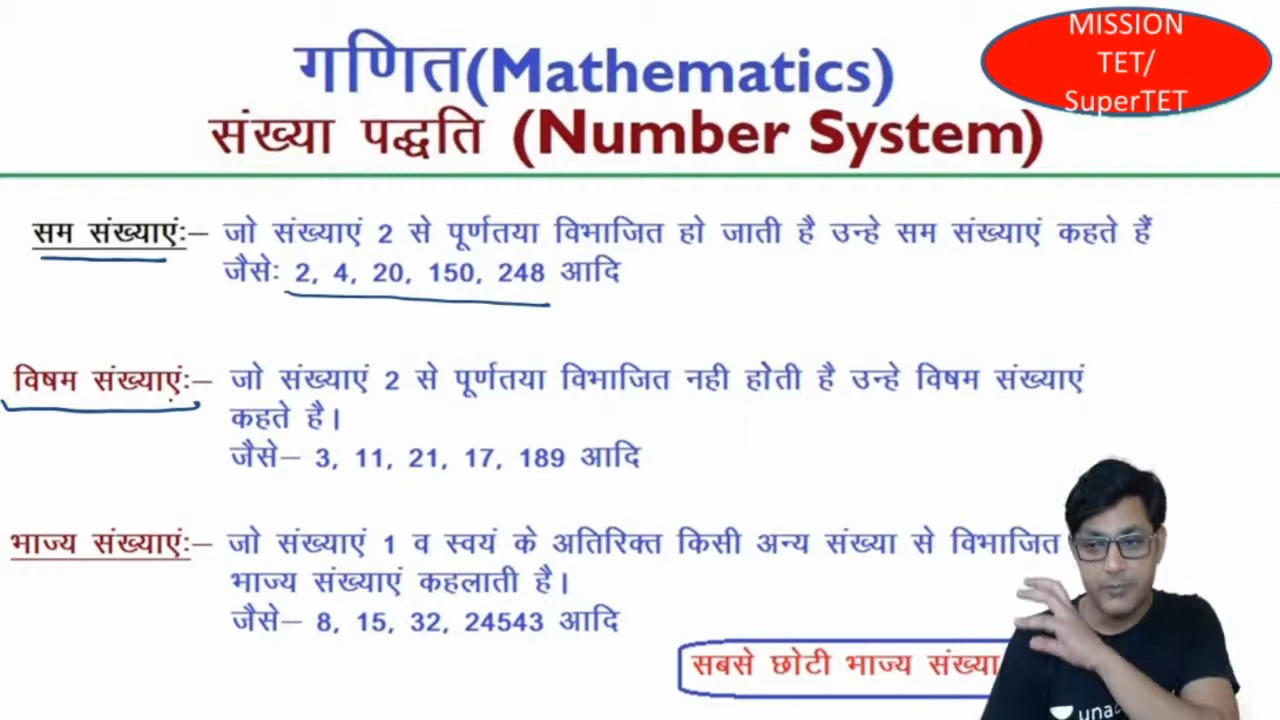 गणित(Mathematics)
संख्या पद्धति (Number System)
MISSION
TET/
SuperTET
सम संख्याएं:– जो संख्याएं 2 से पूर्णतया विभाजित हो जाती है उन्हे सम संख्याएं कहते हैं
जैसे: 2, 4, 20, 150, 248 आदि
विषम संख्याएं:– जो संख्याएं 2 से पूर्णतया विभाजित नही होती है उन्हे विषम संख्याएं
कहते है।
जैसे– 3, 11, 21, 17, 189 आदि
भाज्य संख्याएं:– जो संख्याएं 1 व स्वयं के अतिरिक्त किसी अन्य संख्या से विभाजित
भाज्य संख्याएं कहलाती है।
जैसे– 8, 15, 32, 24543 आदि
सबसे छोटी भाज्य संख्या